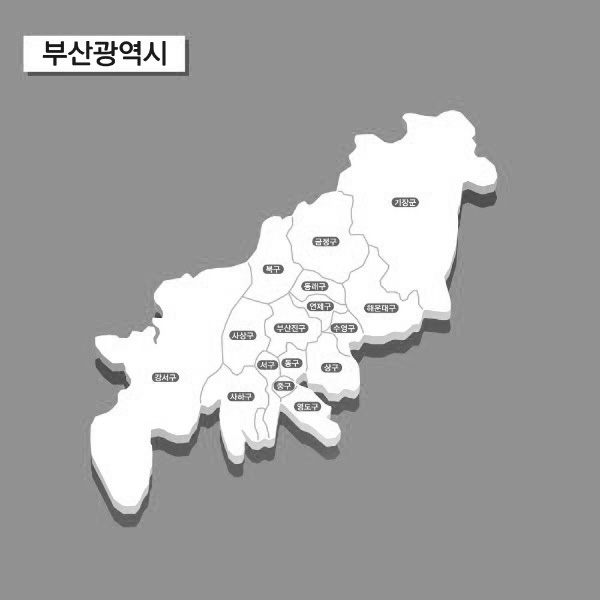 부산광역시
기장군
금정구
북구
동래구
연제구
해운대구
부산진구
수영구
사상구
서구
동구
상구
강서구
중구
사하구
영도구